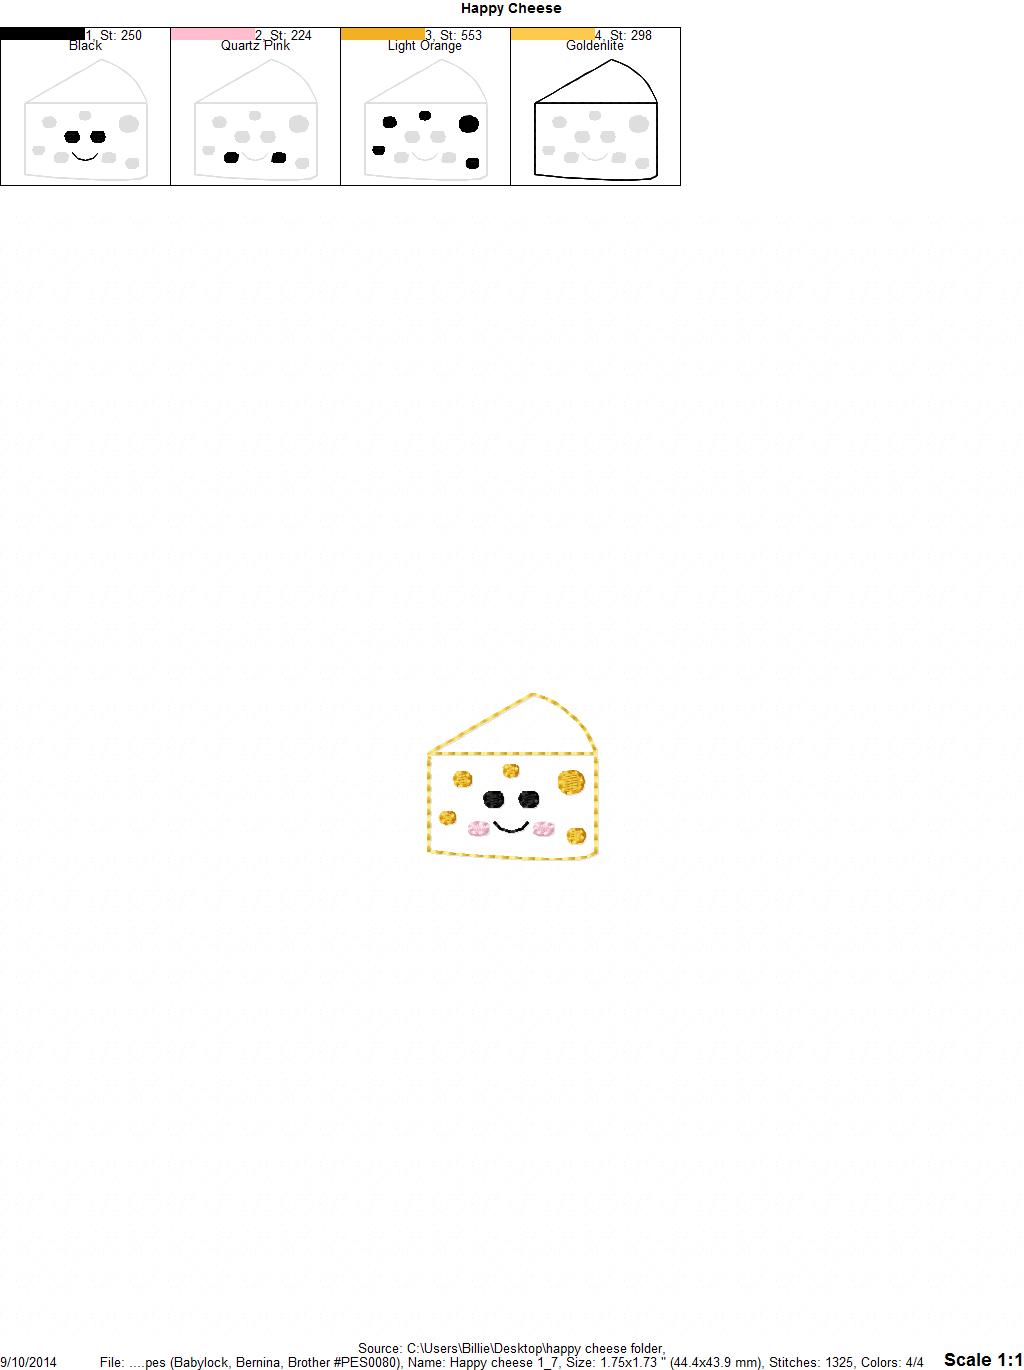 Happy Cheese
1, St: 250
Black
2, St: 224
Quartz Pink
3, St: 553
Light Orange
4, St: 298
Goldenlite
Source: C:\Users\Billie\Desktop\happy cheese folder,
9/10/2014 File: ....pes (Babylock, Bernina, Brother #PES0080), Name: Happy cheese 1_7, Size: 1.75x1.73 " (44.4x43.9 mm), Stitches: 1325, Colors: 4/4 Scale 1:1